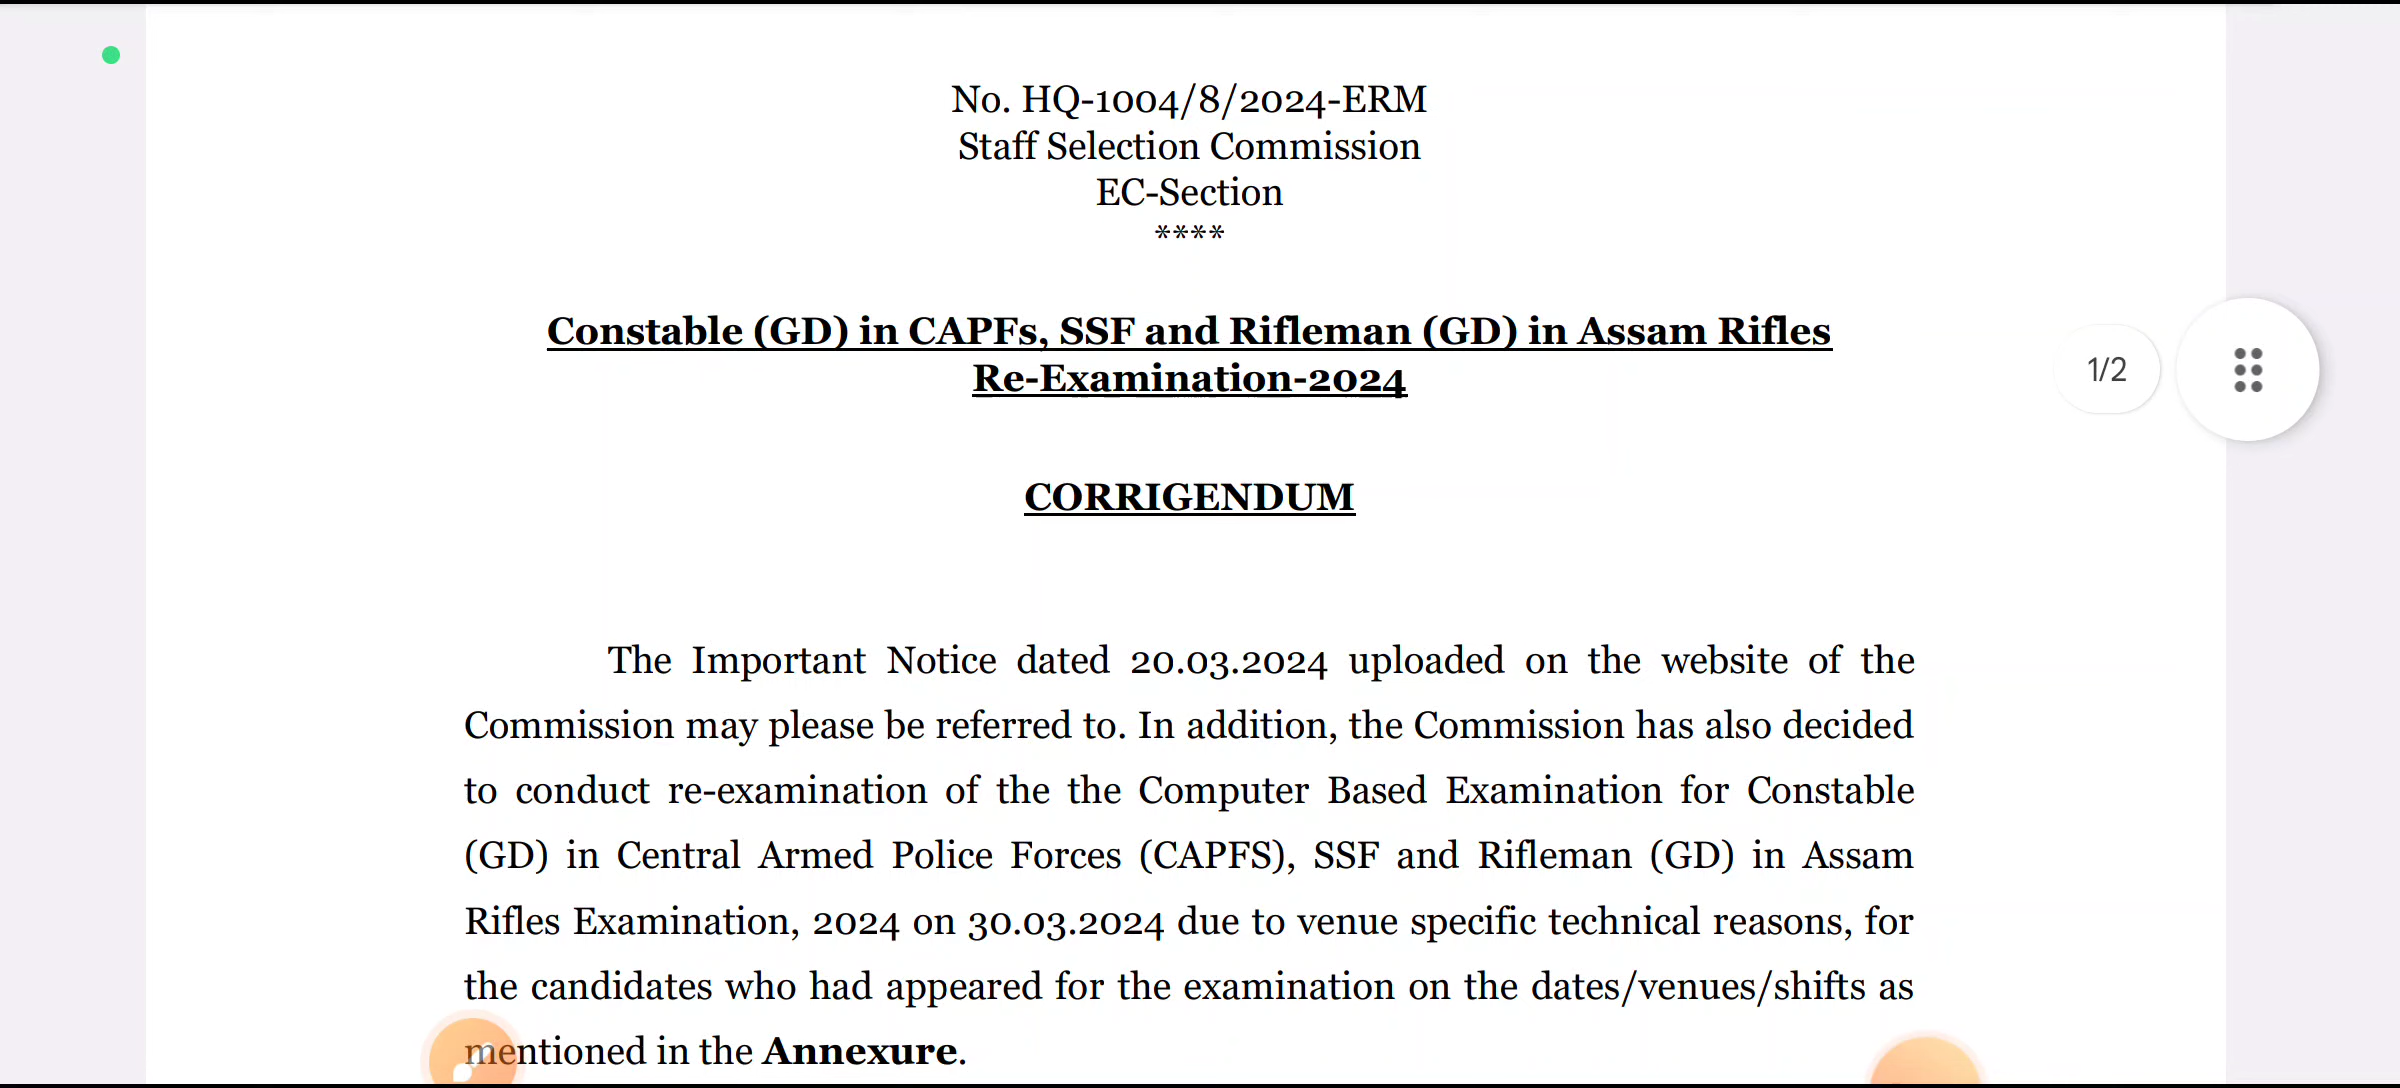 No. HQ-1004/8/2024-ERM
Staff Selection Commission
EC-Section
****
Constable (GD) in CAPFs, SSF and Rifleman (GD) in Assam Rifles
Re-Examination-2024
1/2
CORRIGENDUM
The Important Notice dated 20.03.2024 uploaded on the website of the
Commission may please be referred to. In addition, the Commission has also decided
to conduct re-examination of the the Computer Based Examination for Constable
(GD) in Central Armed Police Forces (CAPFS), SSF and Rifleman (GD) in Assam
Rifles Examination, 2024 on 30.03.2024 due to venue specific technical reasons, for
the candidates who had appeared for the examination on the dates/venues/shifts as
mentioned in the Annexure.